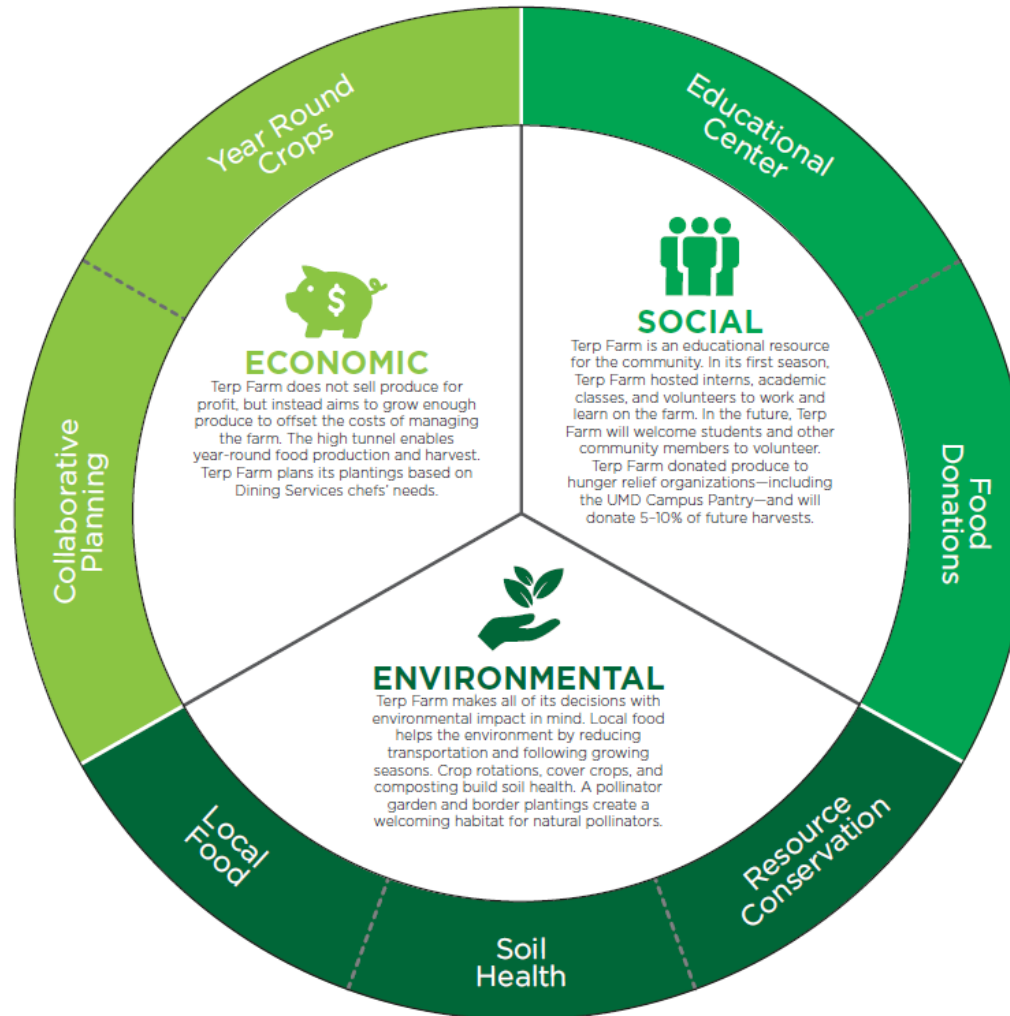 Year Round
Crops
Educational
Center
Collaborative
Planning
Food
Donations
$
ECONOMIC
Terp Farm does not sell produce for
profit, but instead aims to grow enough
produce to offset the costs of managing
the farm. The high tunnel enables
year-round food production and harvest.
Terp Farm plans its plantings based on
Dining Services chefs' needs.
SOCIAL
Terp Farm is an educational resource
for the community. In its first season,
Terp Farm hosted interns, academic
classes, and volunteers to work and
learn on the farm. In the future, Terp
Farm will welcome students and other
community members to volunteer.
Terp Farm donated produce to
hunger relief organizations—including
the UMD Campus Pantry—and will
donate 5-10% of future harvests.
ENVIRONMENTAL
Terp Farm makes all of its decisions with
environmental impact in mind. Local food
helps the environment by reducing
transportation and following growing
seasons. Crop rotations, cover crops, and
composting build soil health. A pollinator
garden and border plantings create a
welcoming habitat for natural pollinators.
Local
Food
Soil
Health
Resource
Conservation